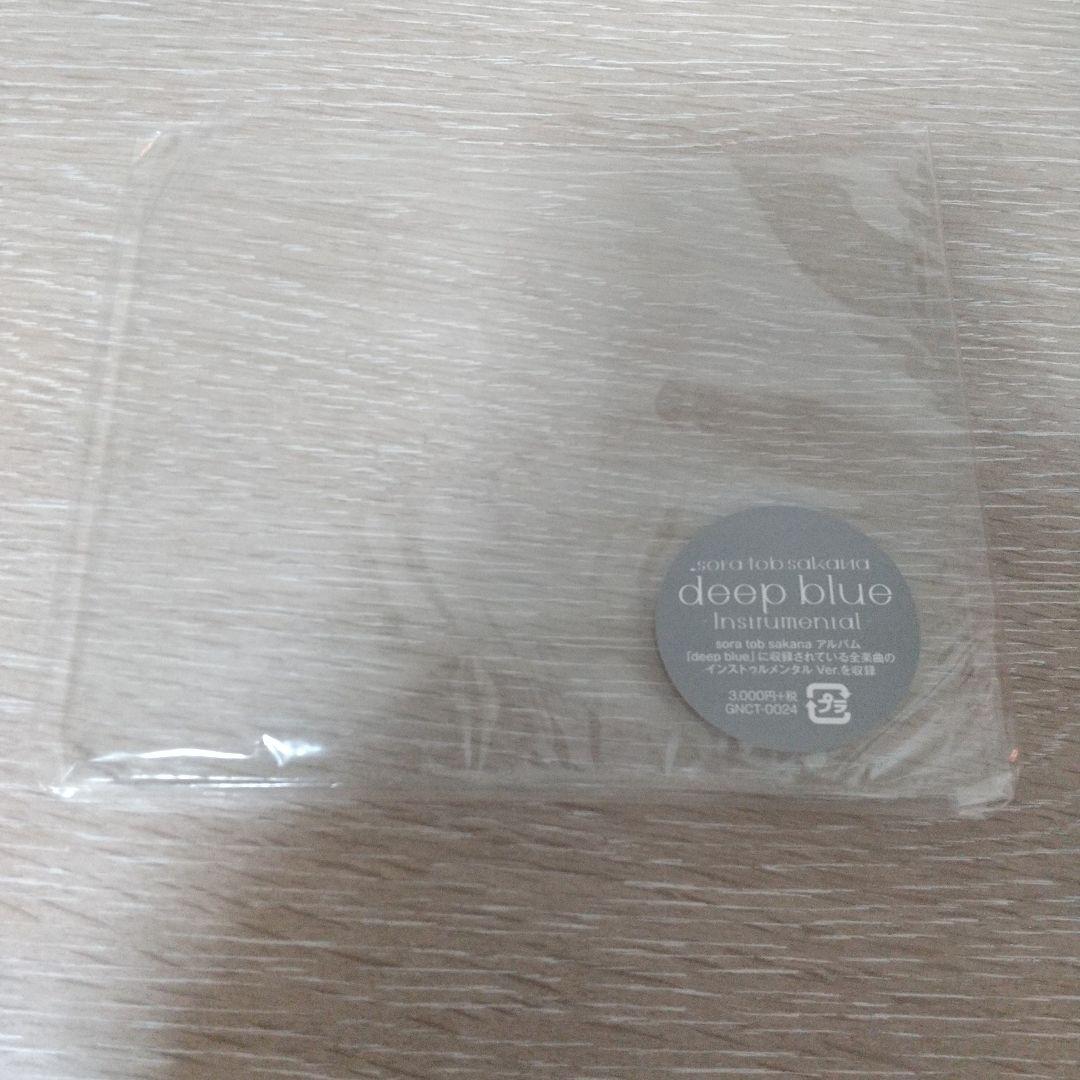 .sora tob sakana
deep blue
Instrumental
sora tob sakana アルバム
「deep blue」に収録されている全楽曲の
インストゥルメンタル Ver.を収録
3,000円+税
GNCT-0024
プラ